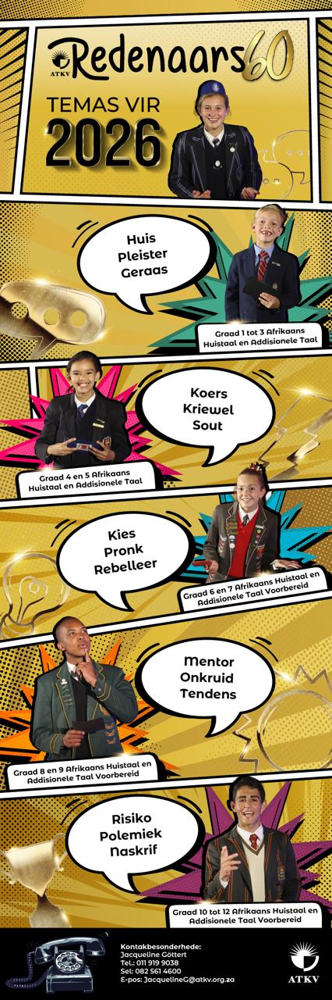 ATKV
Redenaars60
TEMAS VIR
2026
Huis
Pleister
Geraas
Graad 1 tot 3 Afrikaans
Huistaal en Addisionele Taal
Koers
Kriewel
Sout
Graad 4 en 5 Afrikaans
Huistaal en Addisionele Taal
Kies
Pronk
Rebelleer
Graad 6 en 7 Afrikaans Huistaal en
Addisionele Taal Voorbereid
Mentor
Onkruid
Tendens
Graad 8 en 9 Afrikaans Huistaal en
Addisionele Taal Voorbereid
Risiko
Polemiek
Naskrif
Graad 10 tot 12 Afrikaans Huistaal en
Addisionele Taal Voorbereid
Kontakbesonderhede:
Jacqueline Göttert
Tel.: 011 919 9038
Sel: 082 561 4600
E-pos: JacquelineG@atkv.org.za
ATKV